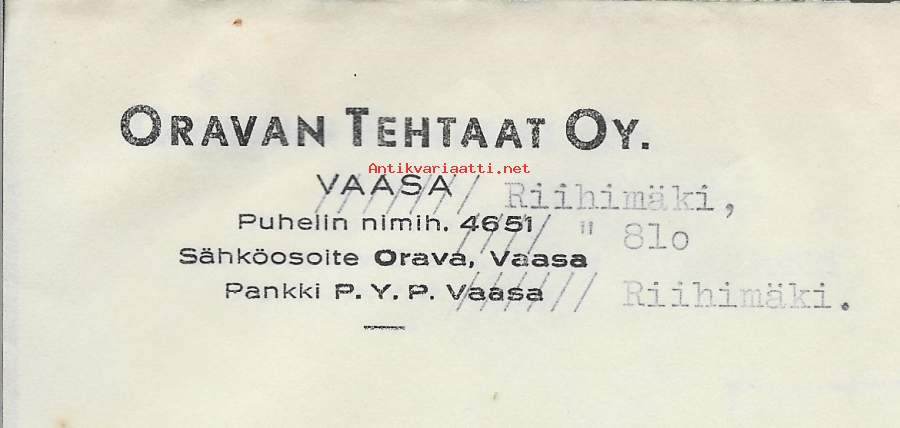 ORAVAN TEHTAAT OY.
Antikvariaatti.net
VAASA////// Riihimäki,
Puhelin nimih. 4651 " 81o
Sähköosoite Orava, Vaasa
Pankki P. Y. P. Vaasa/// Riihimäki.